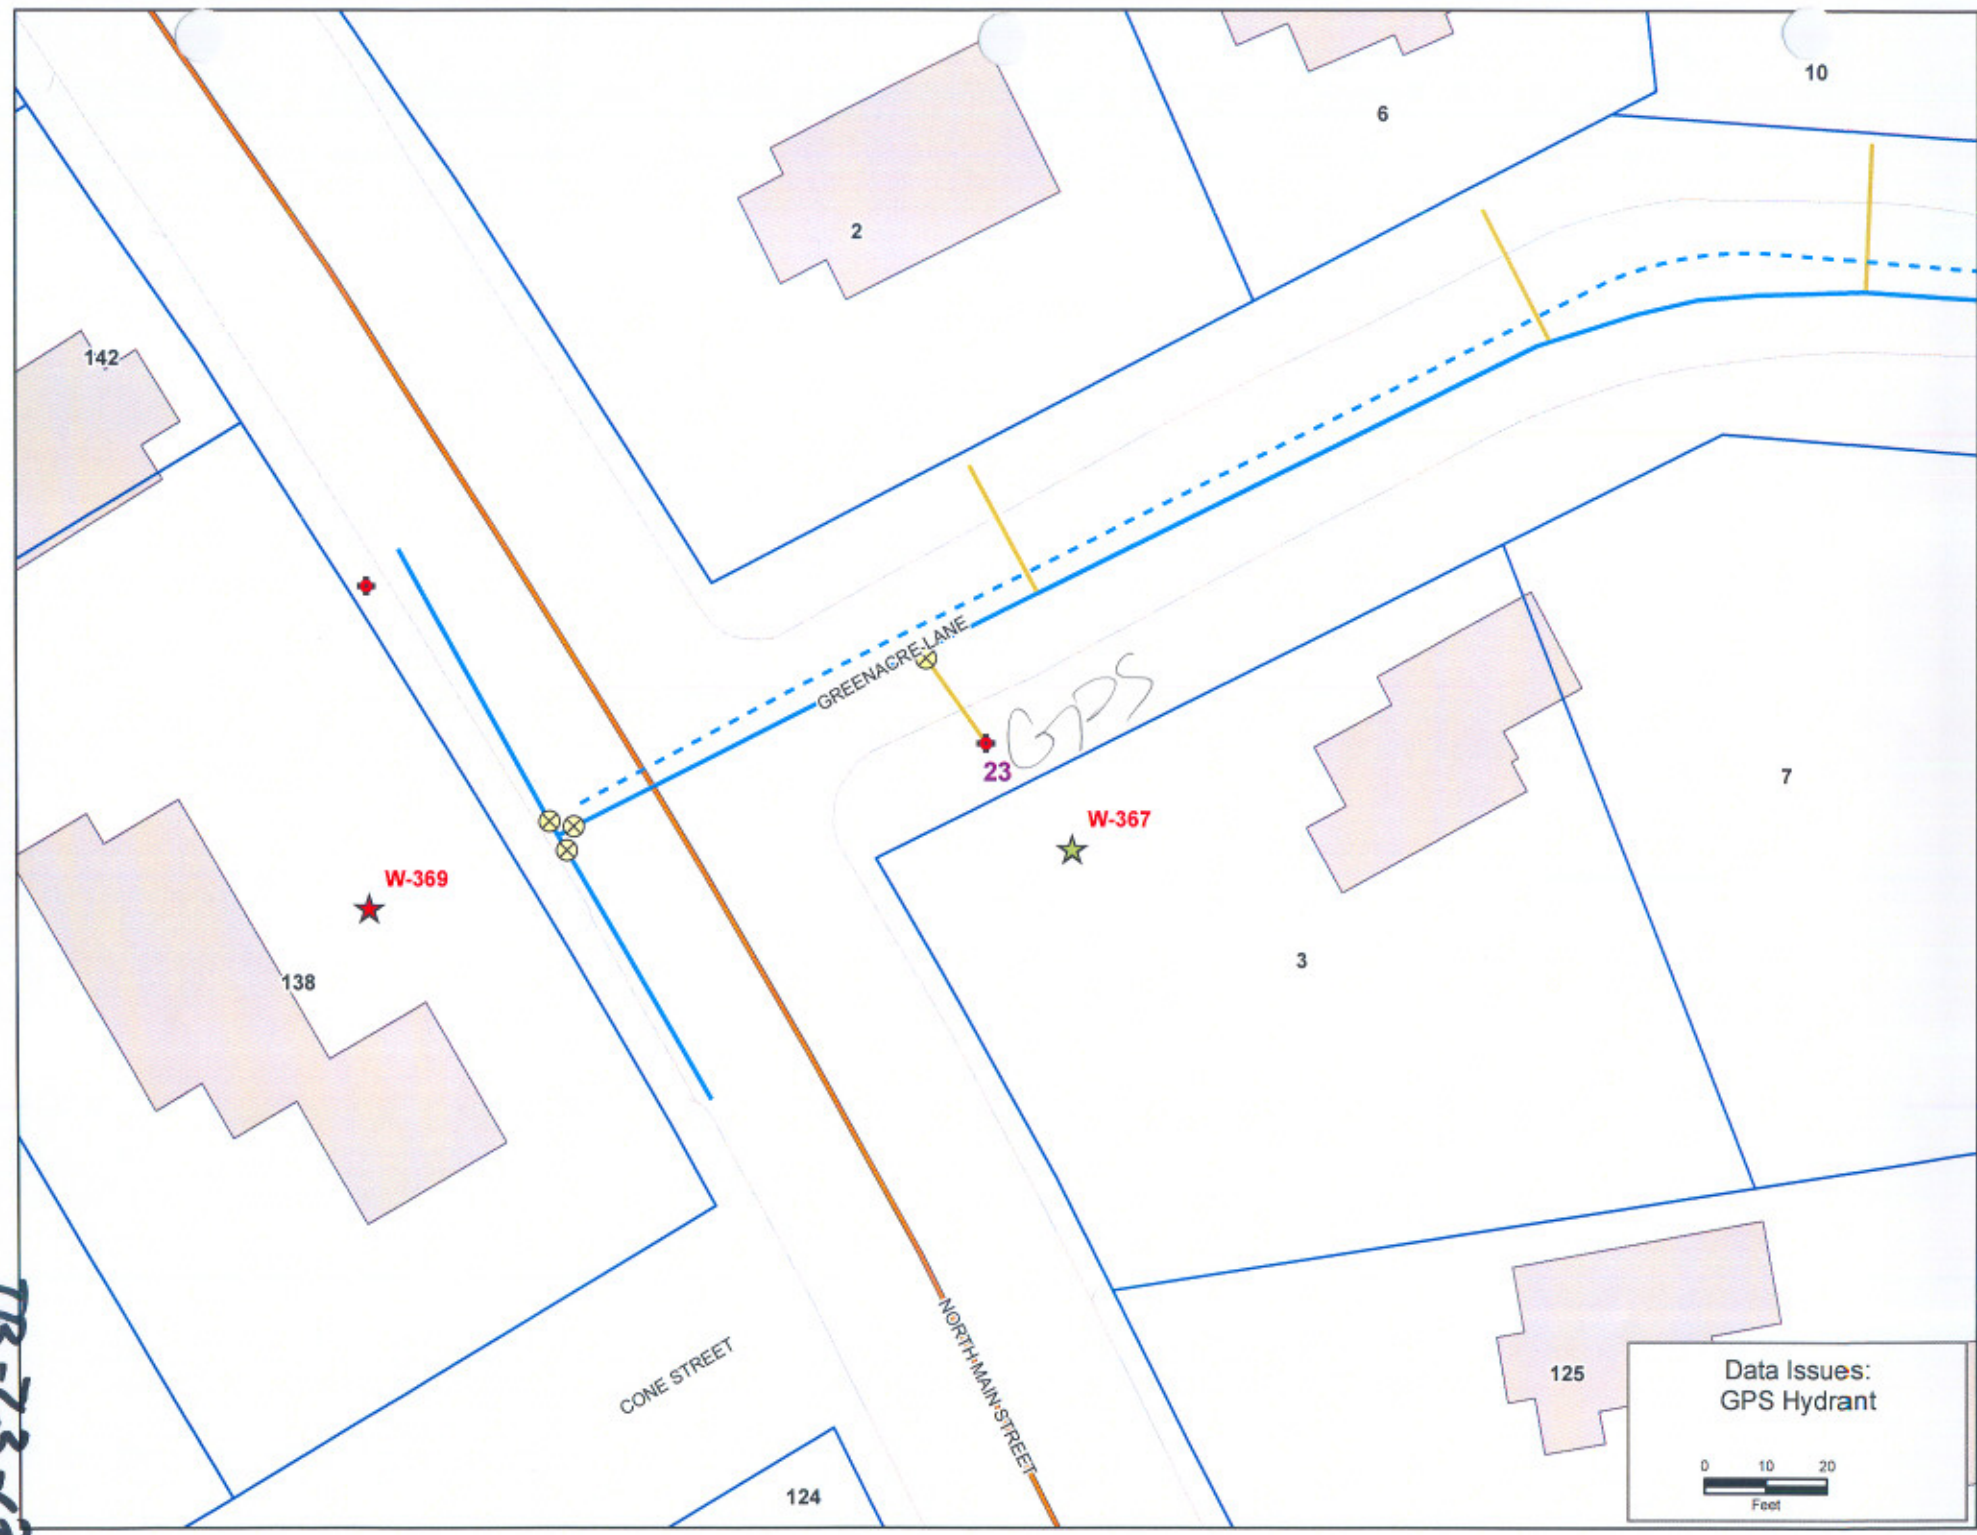 10
6
2
142
GREENACRE LANE
GPS
23
7
W-367
W-369
3
138
NORTH MAIN STREET
CONE STREET
125
124
Data Issues:
GPS Hydrant
0 10 20
Feet